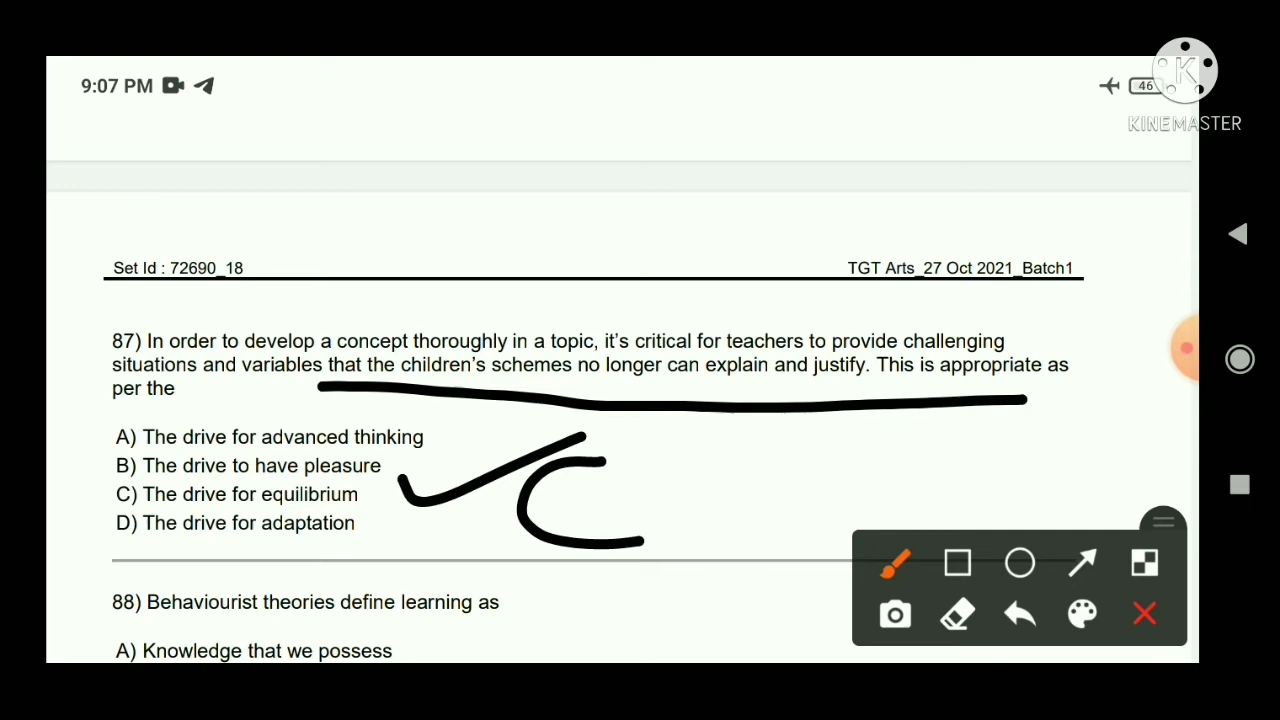 9:07 PM
46
K
KINEMASTER
Set Id : 72690_18
TGT Arts_27 Oct 2021_Batch1
87) In order to develop a concept thoroughly in a topic, it’s critical for teachers to provide challenging
situations and variables that the children’s schemes no longer can explain and justify. This is appropriate as
per the
A) The drive for advanced thinking
B) The drive to have pleasure
C) The drive for equilibrium
D) The drive for adaptation
C
88) Behaviourist theories define learning as
A) Knowledge that we possess